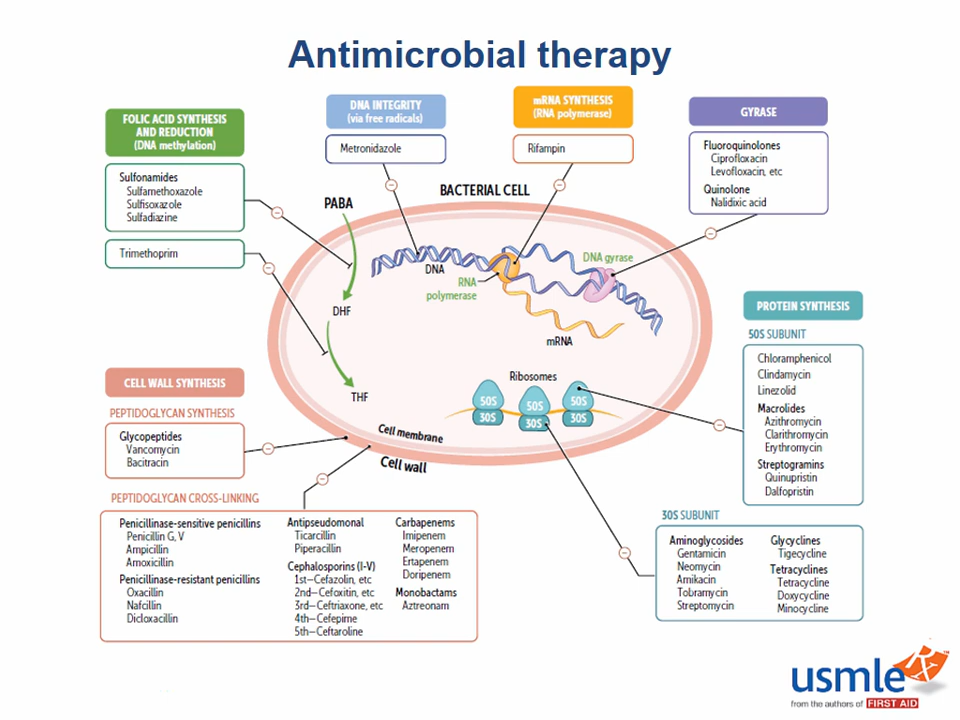 Antimicrobial therapy
FOLIC ACID SYNTHESIS
AND REDUCTION
(DNA methylation)
Sulfonamides
Sulfamethoxazole
Sulfisoxazole
Sulfadiazine
Trimethoprim
DNA INTEGRITY
(via free radicals)
Metronidazole
mRNA SYNTHESIS
(RNA polymerase)
Rifampin
GYRASE
Fluoroquinolones
Ciprofloxacin
Levofloxacin, etc
Quinolone
Nalidixic acid
BACTERIAL CELL
PABA
DHF
THF
DNA
RNA
polymerase
DNA gyrase
mRNA
Ribosomes
50S
30S
50S
30S
50S
30S
Cell membrane
Cell wall
CELL WALL SYNTHESIS
PEPTIDOGLYCAN SYNTHESIS
Glycopeptides
Vancomycin
Bacitracin
PEPTIDOGLYCAN CROSS-LINKING
Penicillinase-sensitive penicillins
Penicillin G, V
Ampicillin
Amoxicillin
Penicillinase-resistant penicillins
Oxacillin
Nafcillin
Dicloxacillin
Antipseudomonal
Ticarcillin
Piperacillin
Cephalosporins (I-V)
1st—Cefazolin, etc
2nd—Cefoxitin, etc
3rd—Ceftriaxone, etc
4th—Cefepime
5th—Ceftaroline
Carbapenems
Imipenem
Meropenem
Ertapenem
Doripenem
Monobactams
Aztreonam
PROTEIN SYNTHESIS
50S SUBUNIT
Chloramphenicol
Clindamycin
Linezolid
Macrolides
Azithromycin
Clarithromycin
Erythromycin
Streptogramins
Quinupristin
Dalfopristin
30S SUBUNIT
Aminoglycosides
Gentamicin
Neomycin
Amikacin
Tobramycin
Streptomycin
Glycyclines
Tigecycline
Tetracyclines
Tetracycline
Doxycycline
Minocycline
usmle Rx
from the authors of FIRST AID